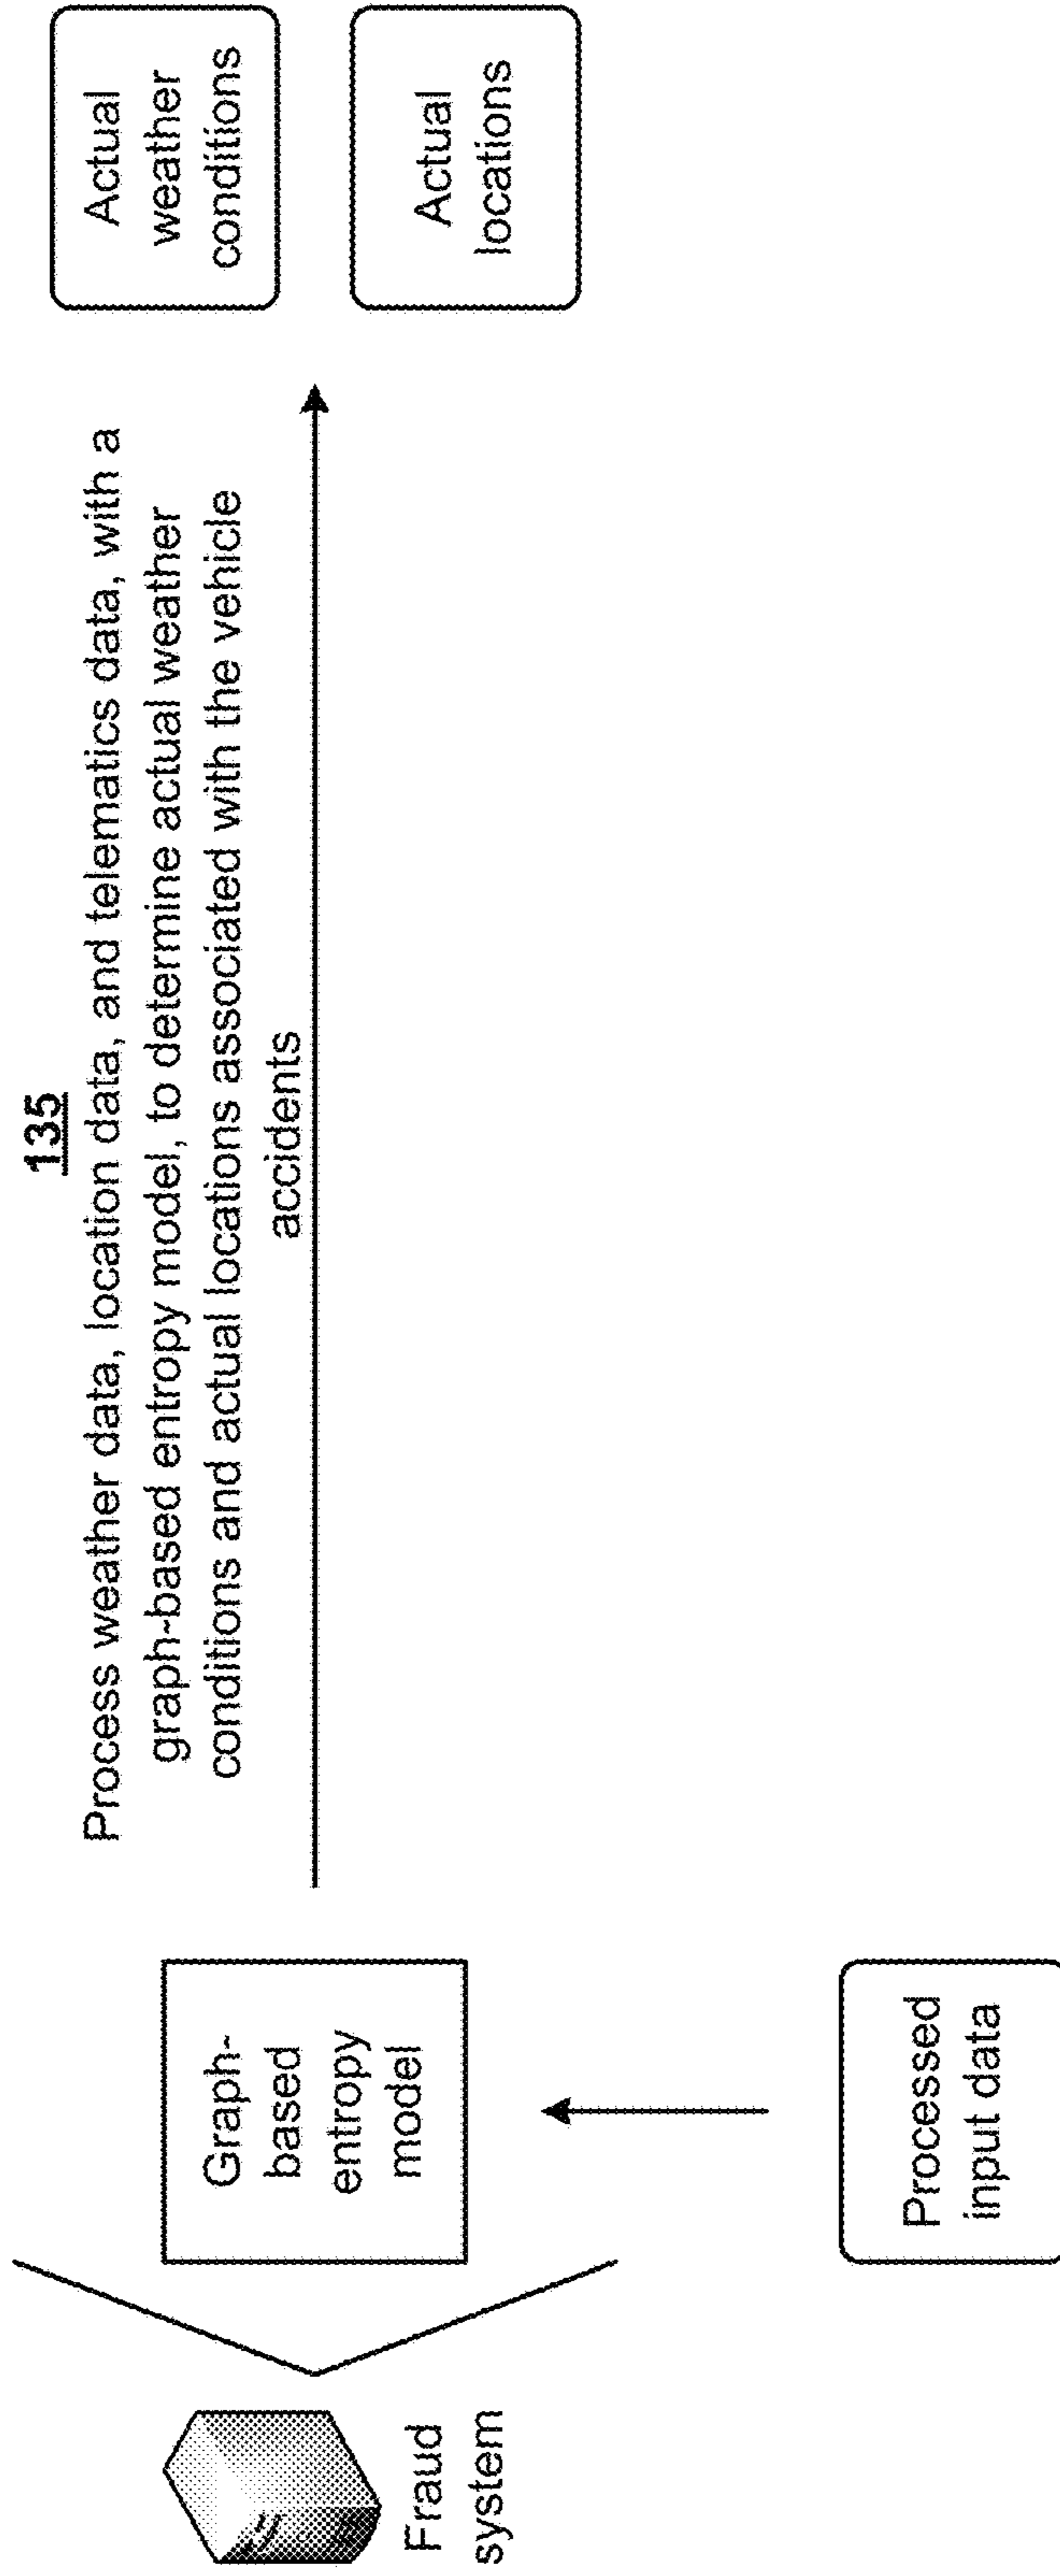 135
Process weather data, location data, and telematics data, with a
graph-based entropy model, to determine actual weather
conditions and actual locations associated with the vehicle
accidents
Fraud
system
Graph-
based
entropy
model
Processed
input data
Actual
weather
conditions
Actual
locations